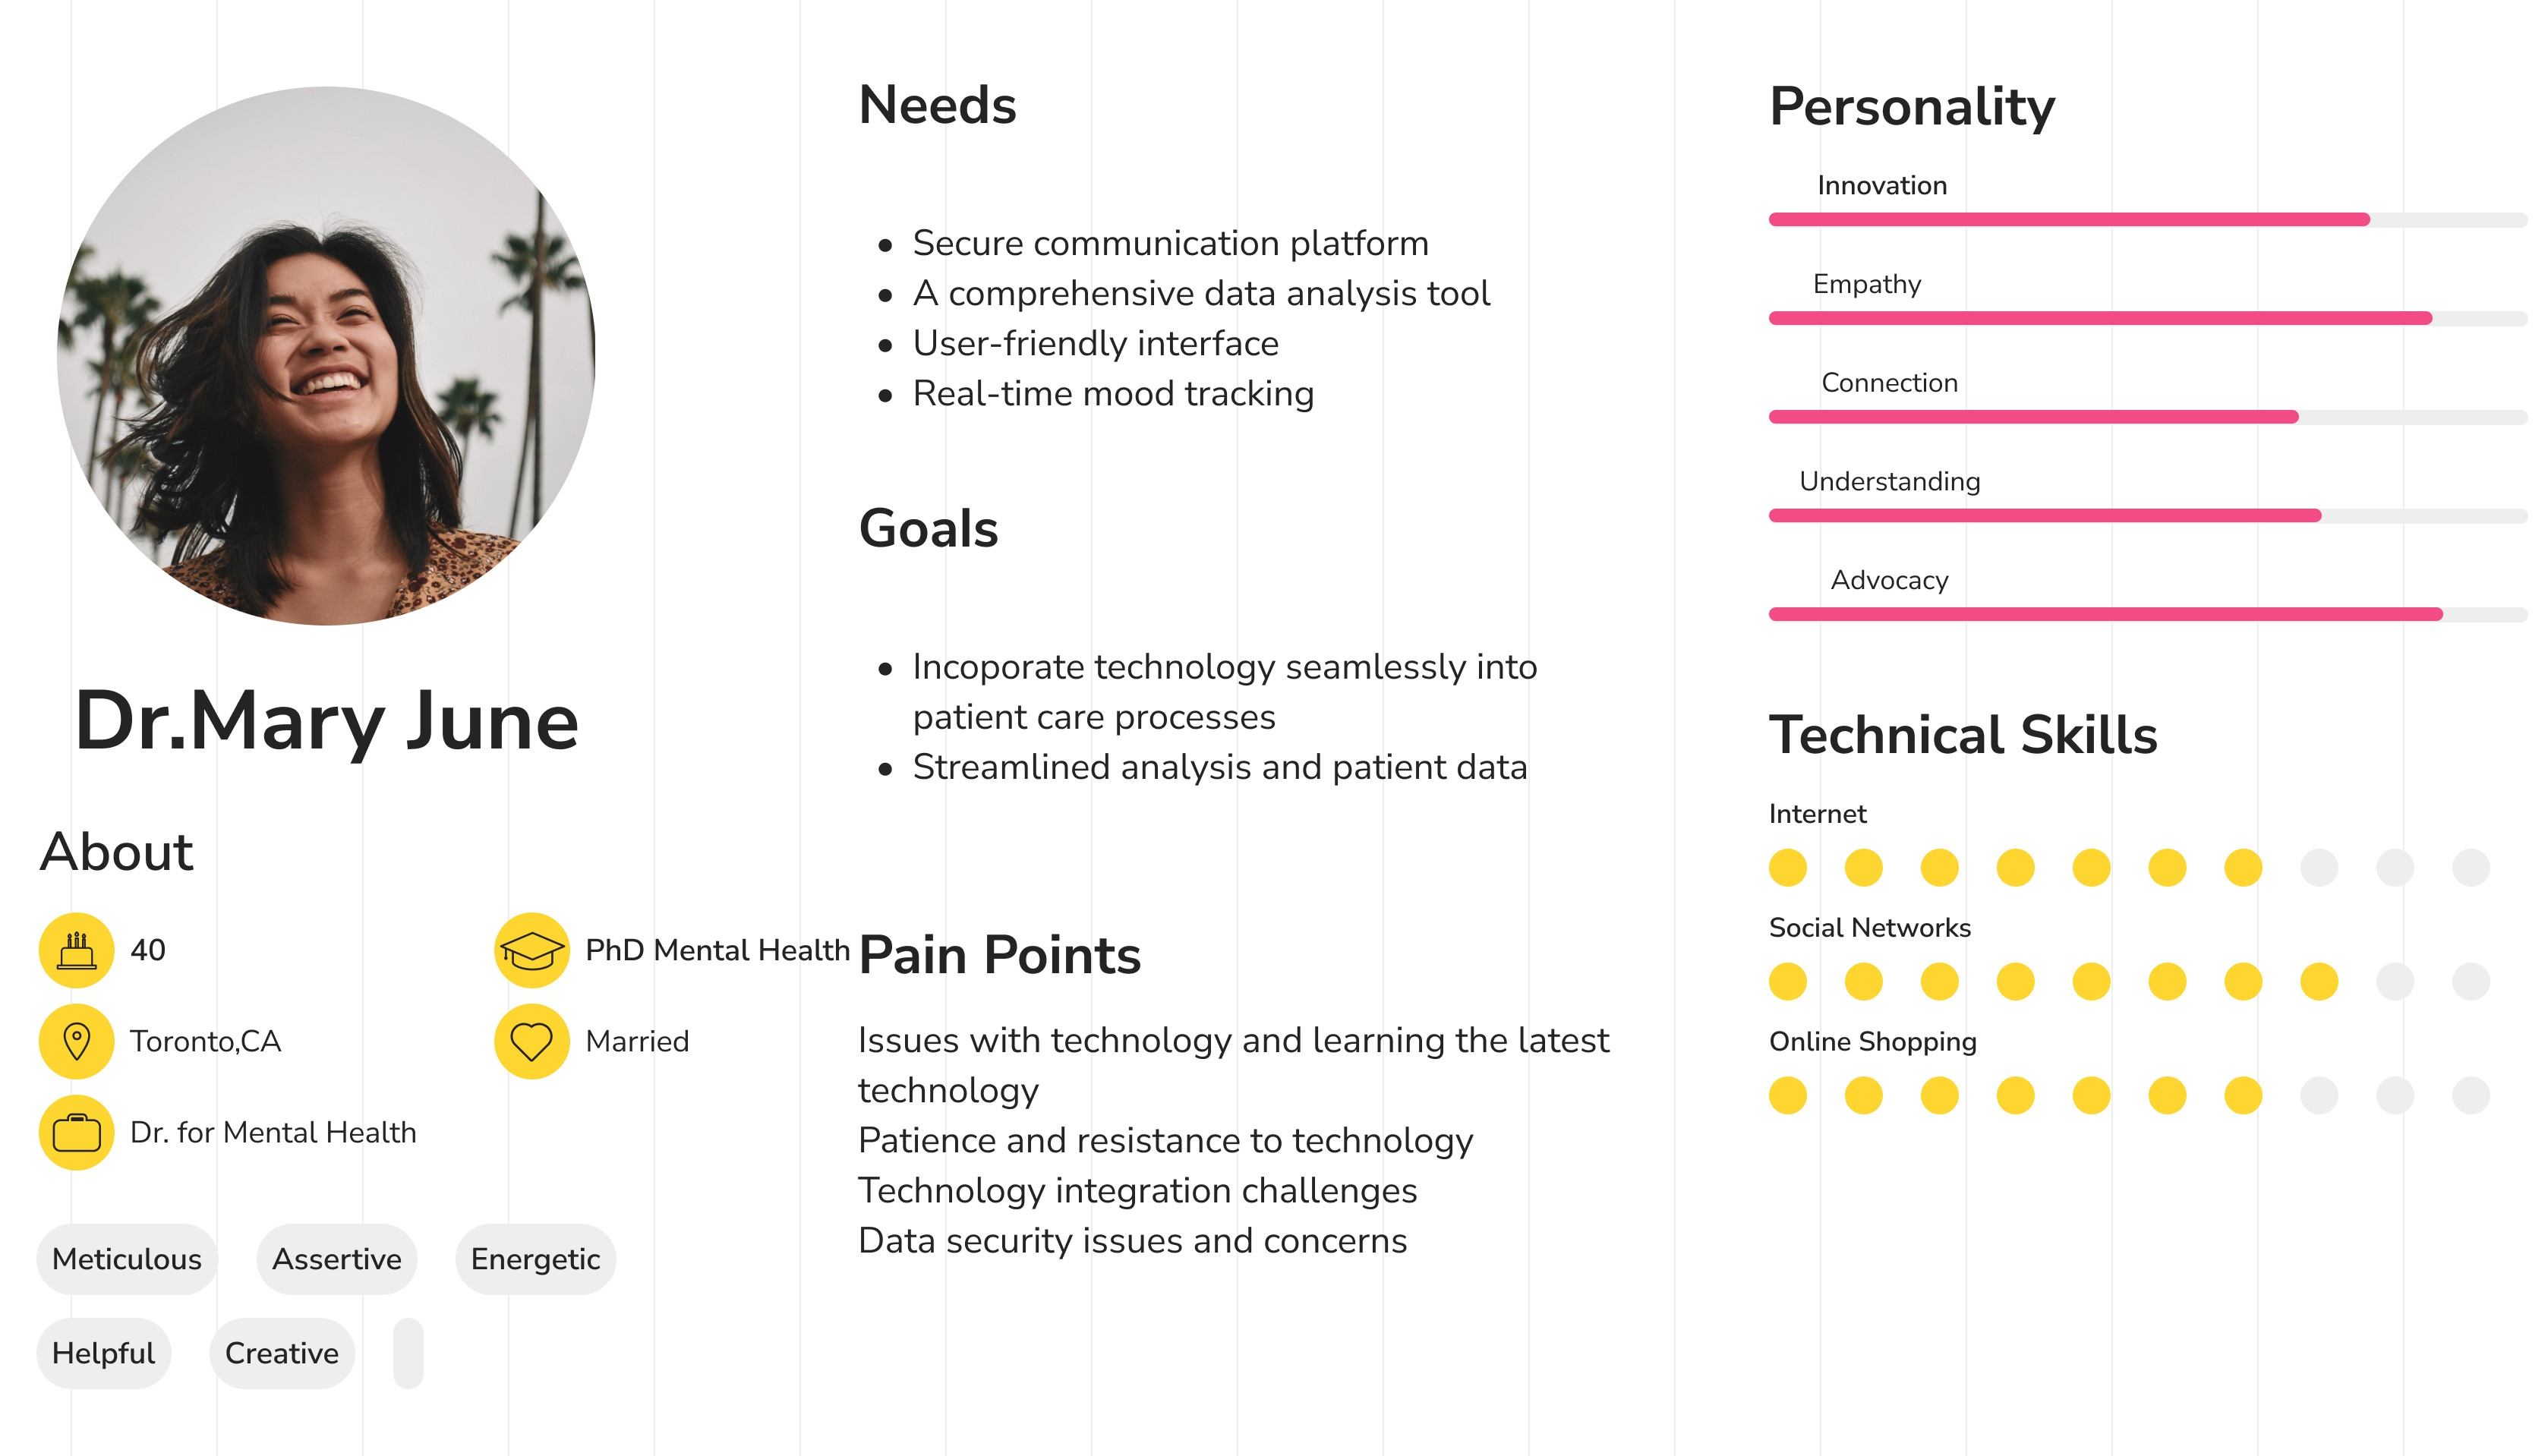 Dr.Mary June
About
40
PhD Mental Health
Toronto,CA
Married
Dr. for Mental Health
Meticulous
Assertive
Energetic
Helpful
Creative
Needs
Secure communication platform
A comprehensive data analysis tool
User-friendly interface
Real-time mood tracking
Goals
Incoporate technology seamlessly into
patient care processes
Streamlined analysis and patient data
Pain Points
Issues with technology and learning the latest
technology
Patience and resistance to technology
Technology integration challenges
Data security issues and concerns
Personality
Innovation
Empathy
Connection
Understanding
Advocacy
Technical Skills
Internet
Social Networks
Online Shopping